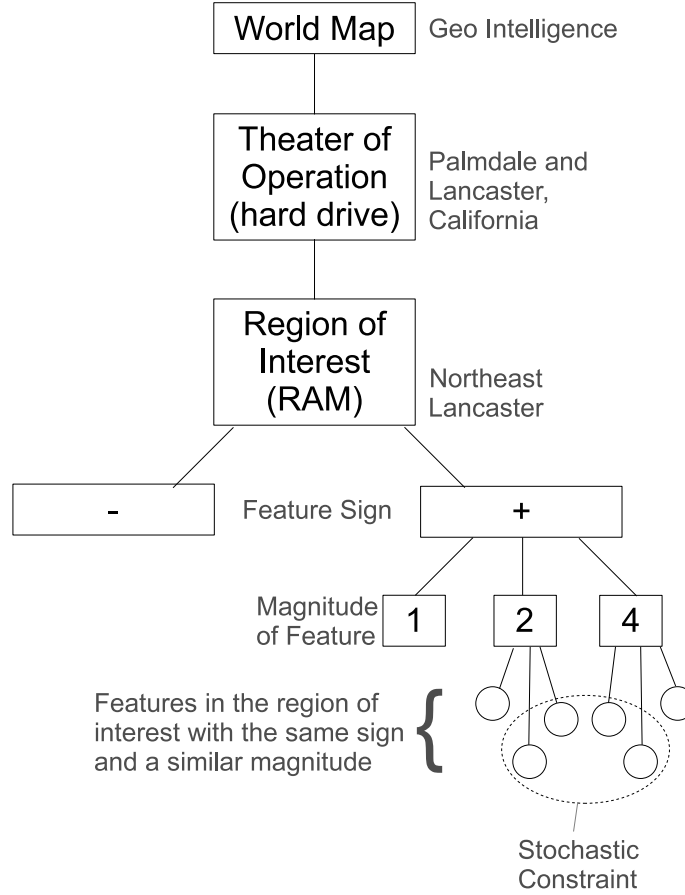 World Map
Geo Intelligence
Theater of
Operation
(hard drive)
Palmdale and
Lancaster,
California
Region of
Interest
(RAM)
Northeast
Lancaster
-
Feature Sign
+
Magnitude
of Feature
1
2
4
Features in the region of
interest with the same sign
and a similar magnitude
{
Stochastic
Constraint